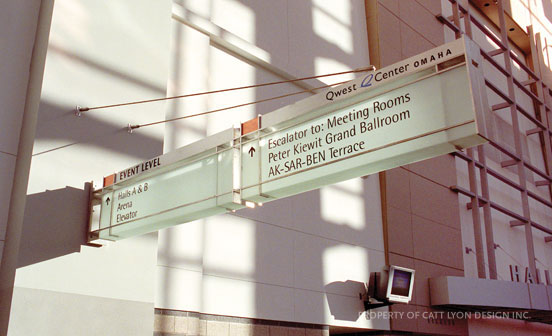 Qwest Center OMAHA
EVENT LEVEL
Halls A & B
Arena
Elevator
Escalator to: Meeting Rooms
Peter Kiewit Grand Ballroom
AK-SAR-BEN Terrace
HALL
PROPERTY OF CATT LYON DESIGN INC.